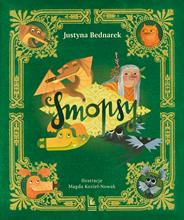 Justyna Bednarek
Smopsy
Ilustracje
Magda Kozieł-Nowak